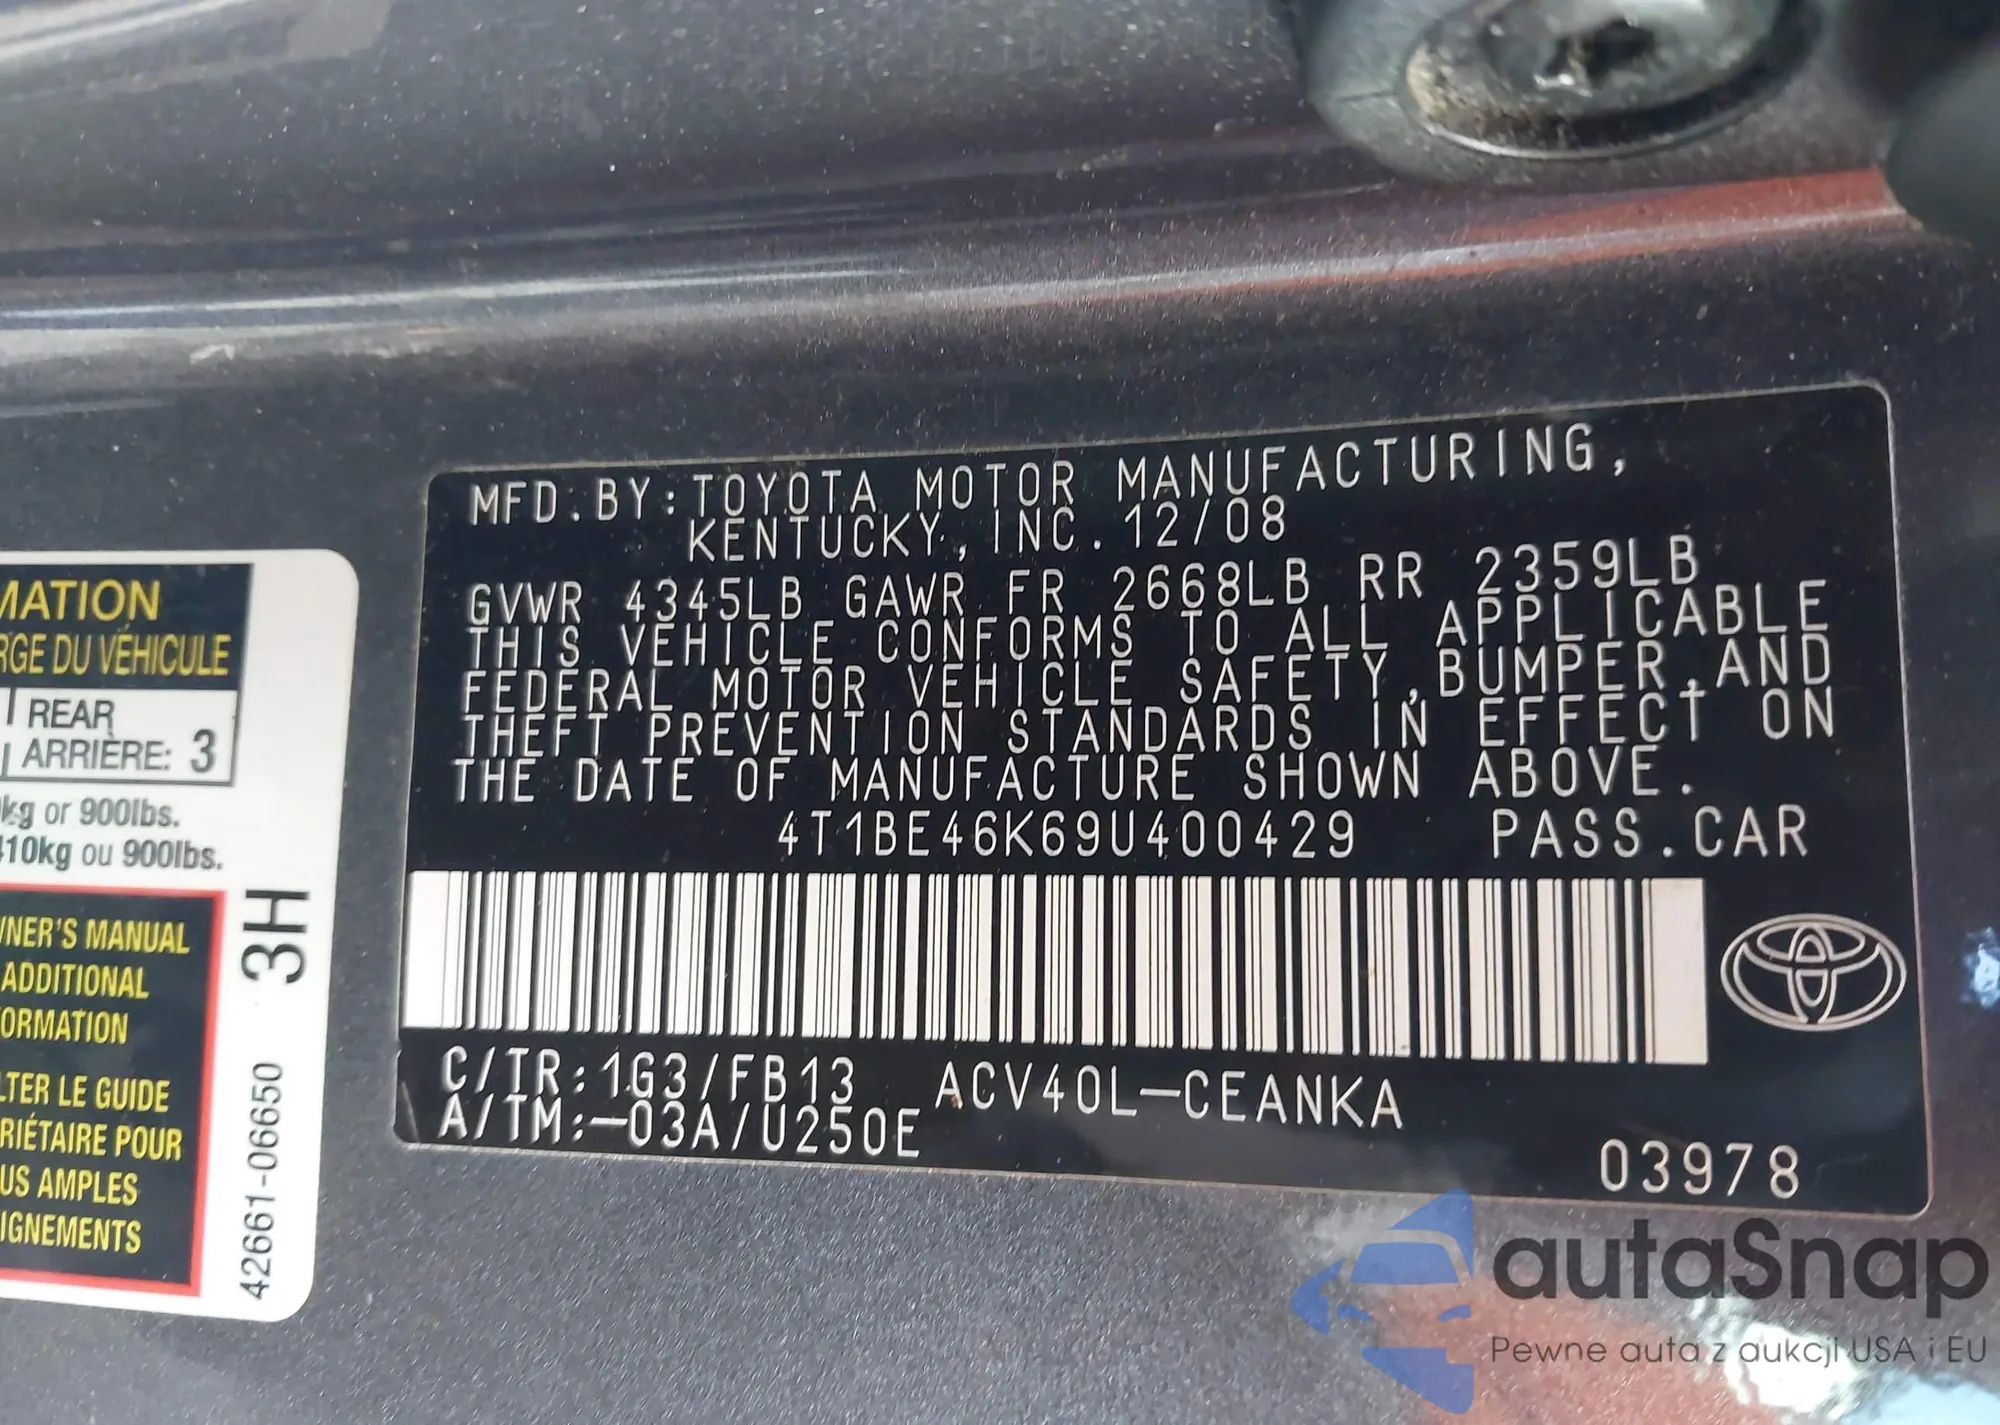 MFD.BY:TOYOTA MOTOR MANUFACTURING,
KENTUCKY,INC. 12/08
GVWR 4345LB GAWR FR 2668LB RR 2359LB
THIS VEHICLE CONFORMS TO ALL APPLICABLE
FEDERAL MOTOR VEHICLE SAFETY,BUMPER,AND
THEFT PREVENTION STANDARDS IN EFFECT ON
THE DATE OF MANUFACTURE SHOWN ABOVE.
4T1BE46K69U400429 PASS.CAR
C/TR:1G3/FB13 ACV40L-CEANKA
A/TM:-03A/U250E
03978
MATION
RGE DU VÉHICULE
REAR
ARRIÈRE: 3
kg or 900lbs.
410kg ou 900lbs.
WNER'S MANUAL
ADDITIONAL
ORMATION
LTER LE GUIDE
RIÉTAIRE POUR
US AMPLES
IGNEMENTS
42661-06650 3H
autaSnap
Pewne auta z aukcji USA i EU